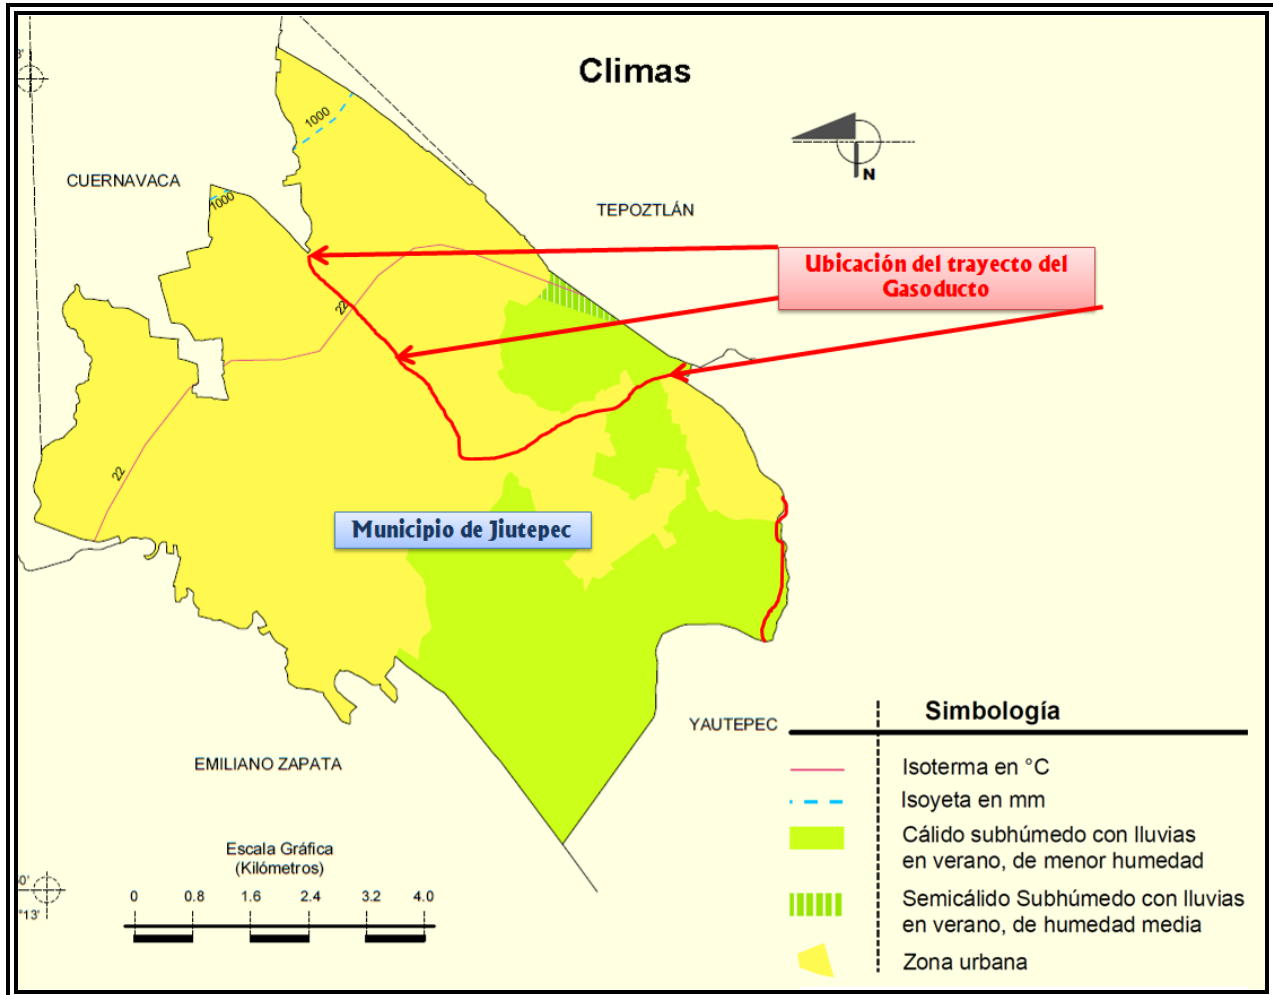 Climas
3'
1000
CUERNAVACA
1000
TEPOZTLÁN
N
Ubicación del trayecto del
Gasoducto
22
22
Municipio de Jiutepec
YAUTEPEC
EMILIANO ZAPATA
Simbología
Isoterma en °C
Isoyeta en mm
Cálido subhúmedo con lluvias
en verano, de menor humedad
Semicálido Subhúmedo con lluvias
en verano, de humedad media
Zona urbana
Escala Gráfica
(Kilómetros)
0 0.8 1.6 2.4 3.2 4.0
0'
°13'